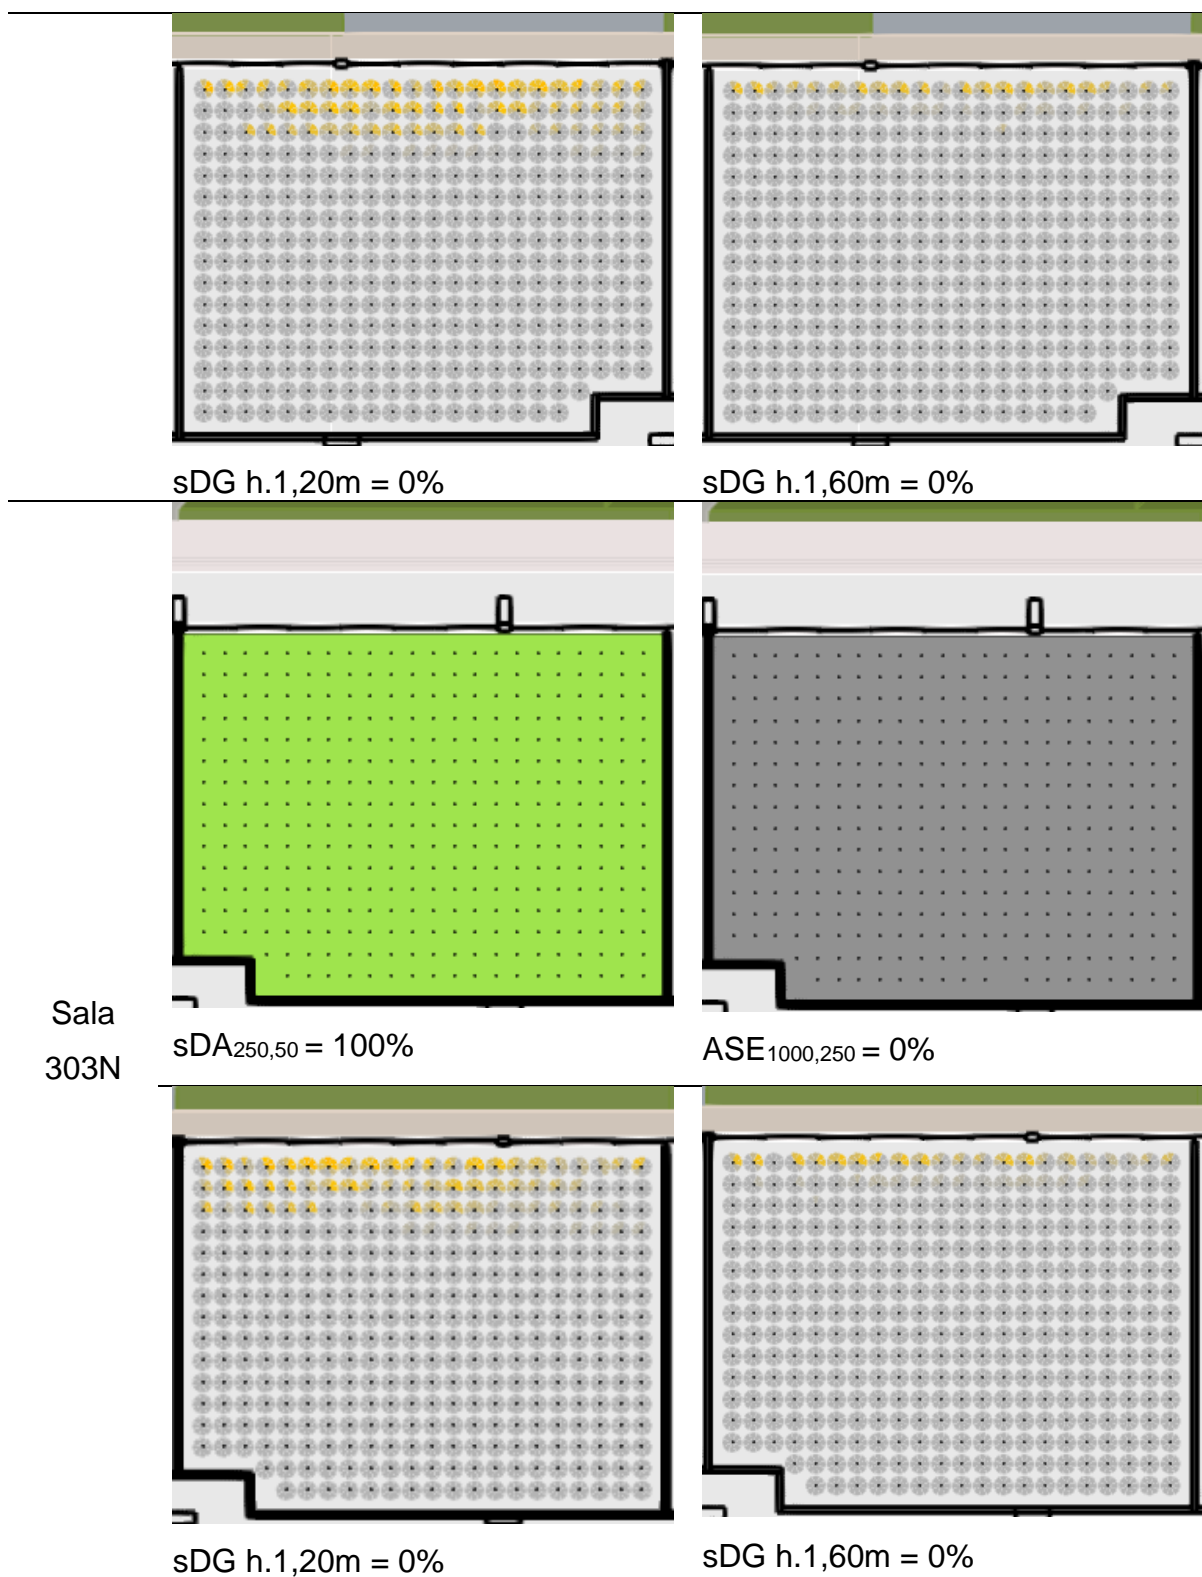 sDG h.1,20m = 0%
sDG h.1,60m = 0%
Sala
303N
sDA250,50 = 100%
ASE1000,250 = 0%
sDG h.1,20m = 0%
sDG h.1,60m = 0%